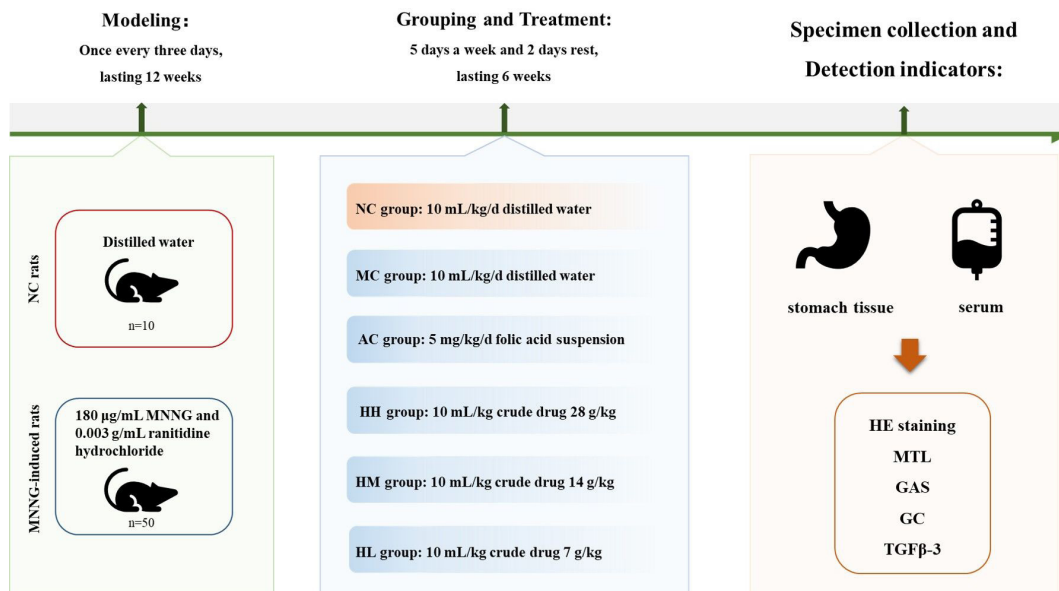 Modeling：
Once every three days,
lasting 12 weeks
Grouping and Treatment:
5 days a week and 2 days rest,
lasting 6 weeks
Specimen collection and
Detection indicators:
NC rats
Distilled water
n=10
MNNG-induced rats
180 μg/mL MNNG and
0.003 g/mL ranitidine
hydrochloride
n=50
NC group: 10 mL/kg/d distilled water
MC group: 10 mL/kg/d distilled water
AC group: 5 mg/kg/d folic acid suspension
HH group: 10 mL/kg crude drug 28 g/kg
HM group: 10 mL/kg crude drug 14 g/kg
HL group: 10 mL/kg crude drug 7 g/kg
stomach tissue
serum
HE staining
MTL
GAS
GC
TGFβ-3